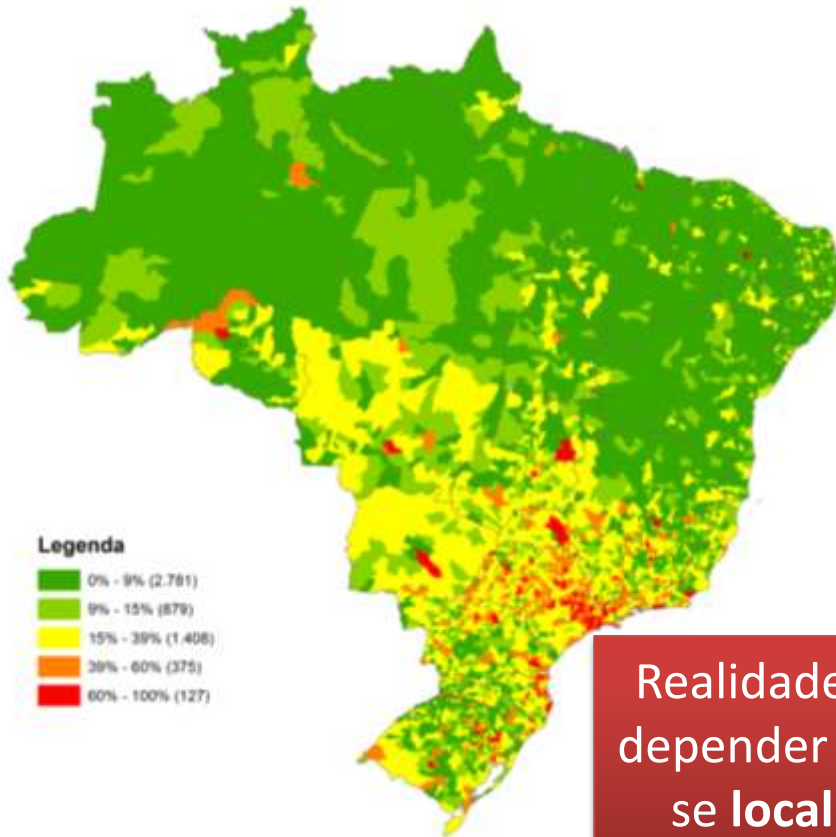 Legenda
0% - 9% (2.781)
9% - 15% (879)
15% - 39% (1.408)
39% - 60% (375)
60% - 100% (127)
Realidade
depender
se local